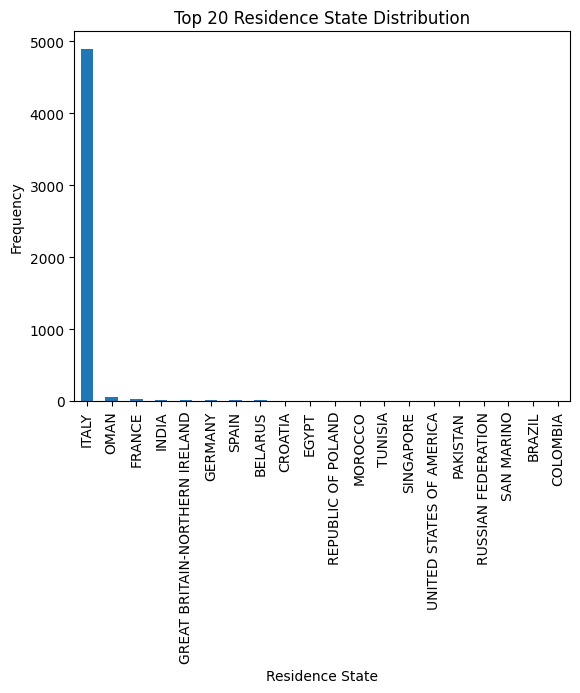 Top 20 Residence State Distribution
Frequency
5000
4000
3000
2000
1000
0
ITALY
OMAN
FRANCE
INDIA
GREAT BRITAIN-NORTHERN IRELAND
GERMANY
SPAIN
BELARUS
CROATIA
EGYPT
REPUBLIC OF POLAND
MOROCCO
TUNISIA
SINGAPORE
UNITED STATES OF AMERICA
PAKISTAN
RUSSIAN FEDERATION
SAN MARINO
BRAZIL
COLOMBIA
Residence State